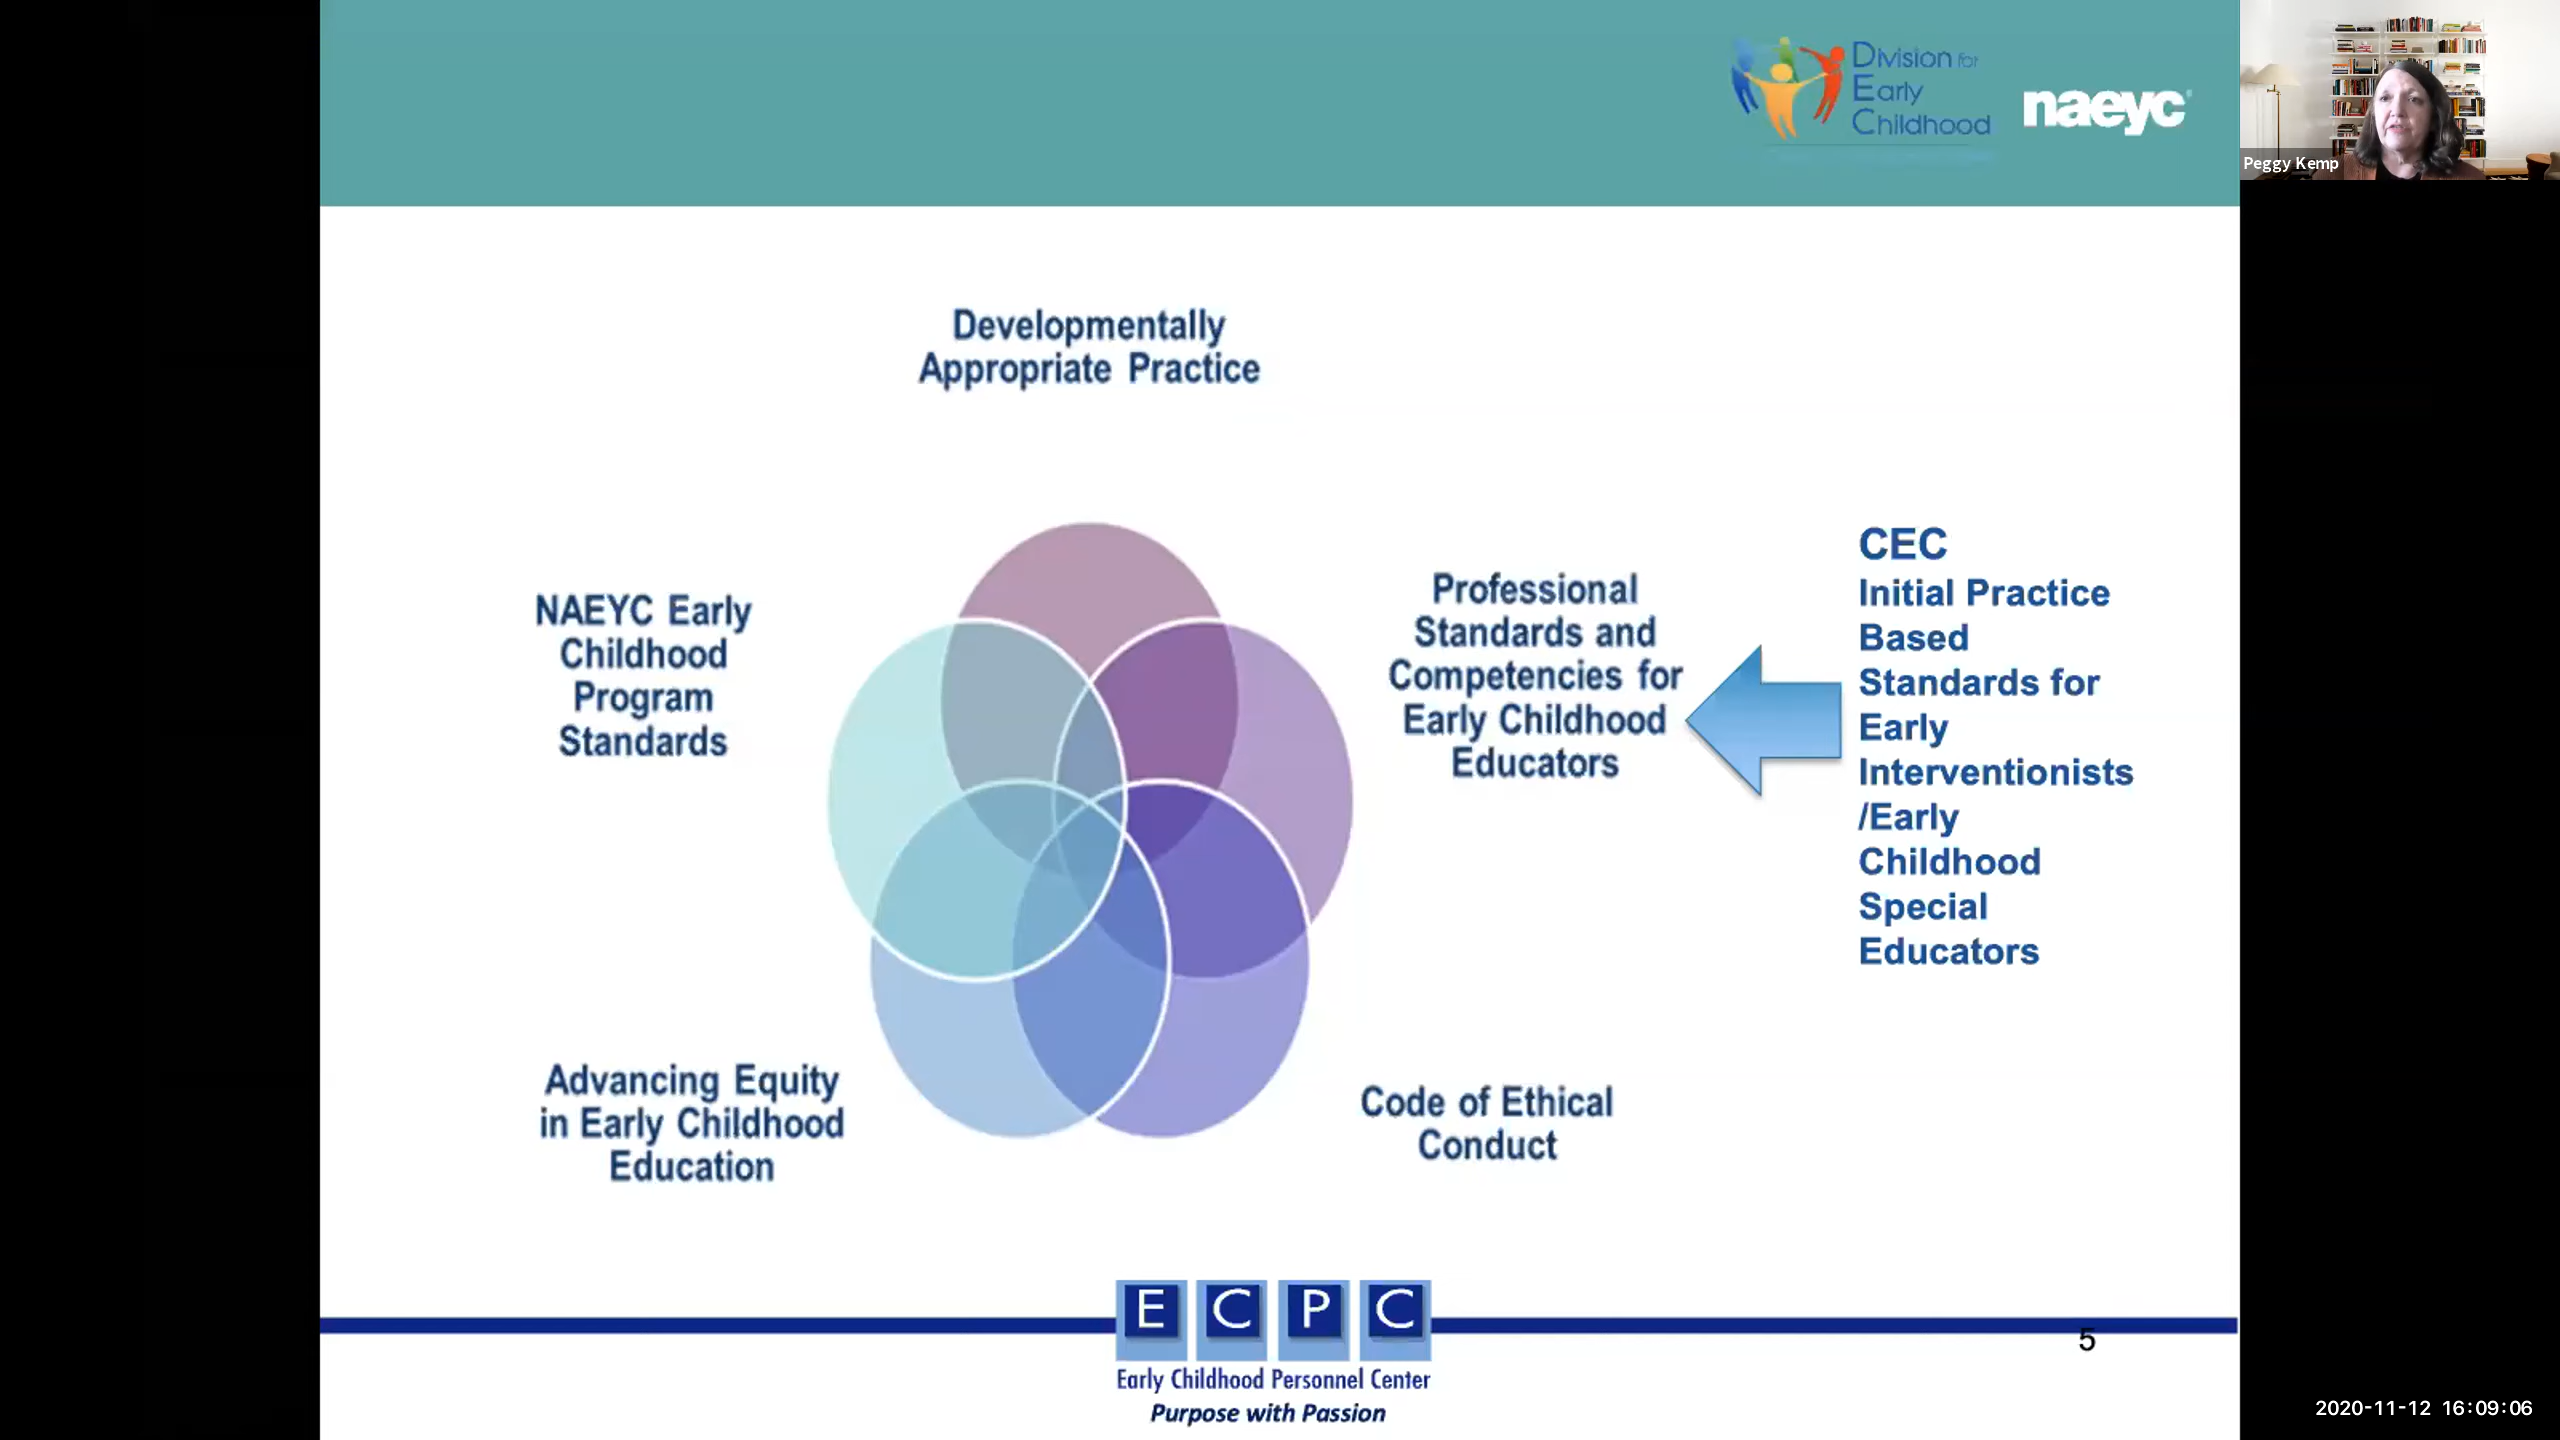 Division for
Early
Childhood
naeyc
Peggy Kemp
Developmentally
Appropriate Practice
NAEYC Early
Childhood
Program
Standards
Professional
Standards and
Competencies for
Early Childhood
Educators
CEC
Initial Practice
Based
Standards for
Early
Interventionists
/Early
Childhood
Special
Educators
Advancing Equity
in Early Childhood
Education
Code of Ethical
Conduct
E C P C
Early Childhood Personnel Center
Purpose with Passion
5
2020-11-12 16:09:06